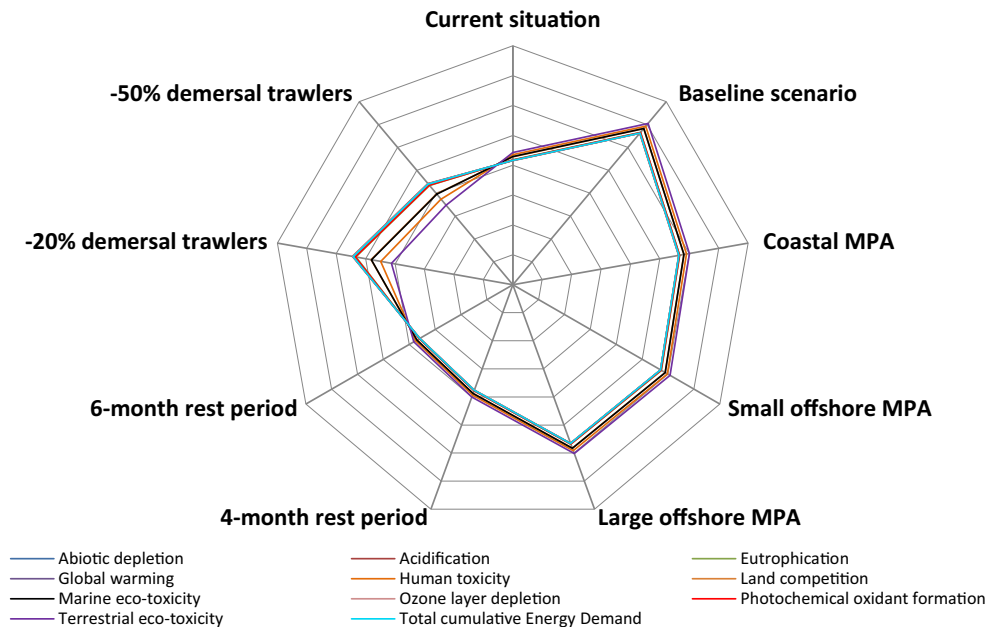 Current situation
-50% demersal trawlers
Baseline scenario
-20% demersal trawlers
Coastal MPA
6-month rest period
Small offshore MPA
4-month rest period
Large offshore MPA
Abiotic depletion
Acidification
Eutrophication
Global warming
Human toxicity
Land competition
Marine eco-toxicity
Ozone layer depletion
Photochemical oxidant formation
Terrestrial eco-toxicity
Total cumulative Energy Demand